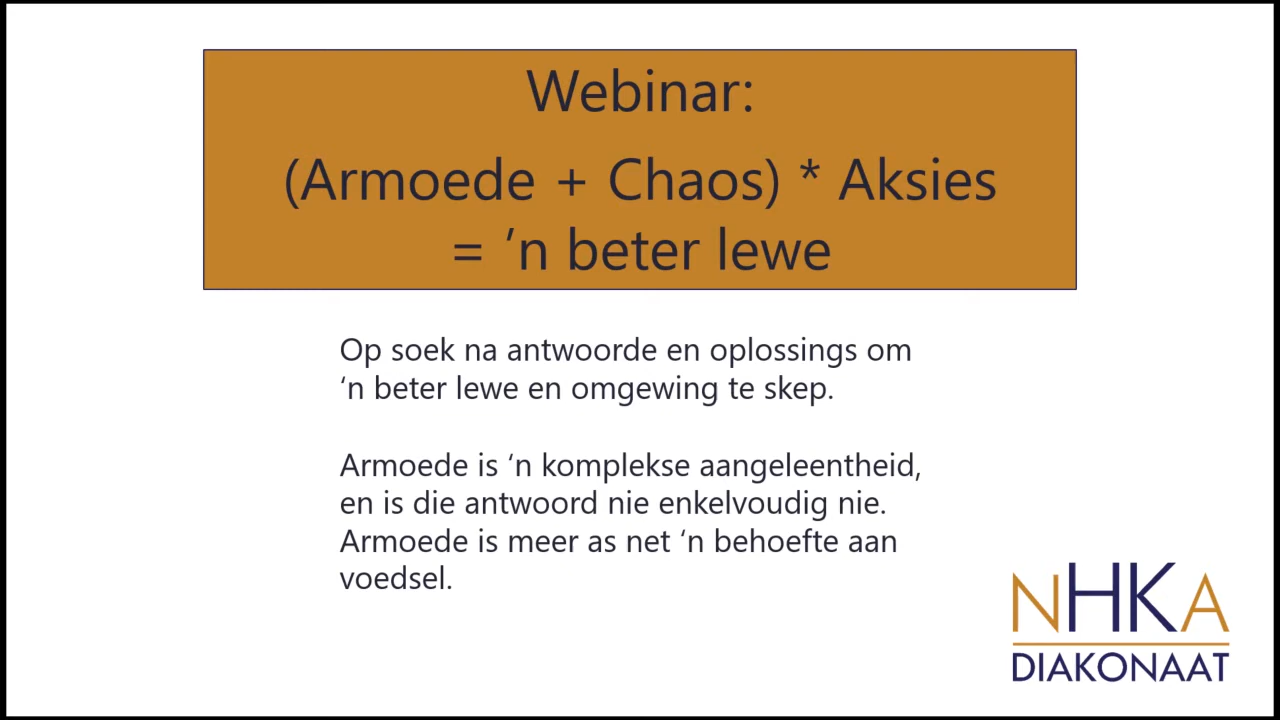 Webinar:
(Armoede + Chaos) * Aksies
= ’n beter lewe
Op soek na antwoorde en oplossings om
‘n beter lewe en omgewing te skep.
Armoede is ‘n komplekse aangeleentheid,
en is die antwoord nie enkelvoudig nie.
Armoede is meer as net ‘n behoefte aan
voedsel.
NHKA
DIAKONAAT